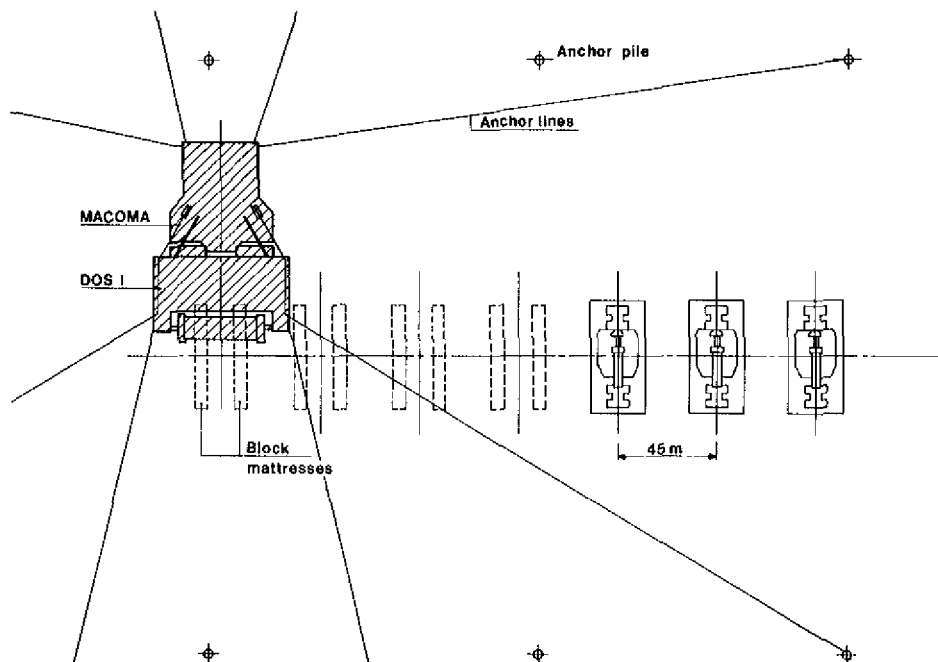 Anchor pile
Anchor lines
MACOMA
DOS I
Block
mattresses
45 m